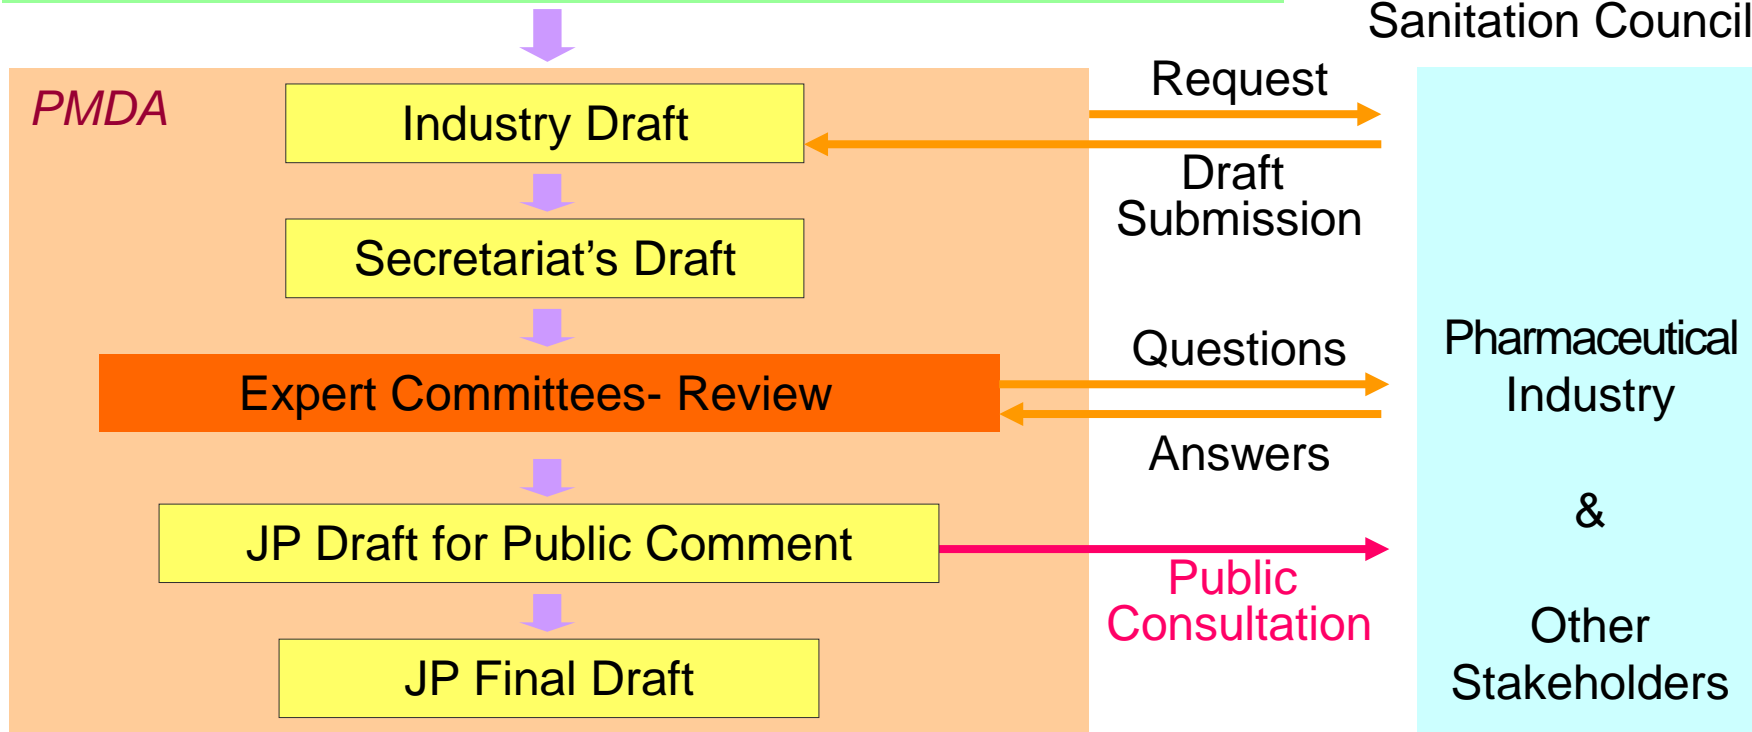 Sanitation Council
PMDA
Industry Draft
Request
Draft
Submission
Secretariat’s Draft
Expert Committees- Review
Questions
Answers
JP Draft for Public Comment
Public
Consultation
JP Final Draft
Pharmaceutical
Industry
&
Other
Stakeholders